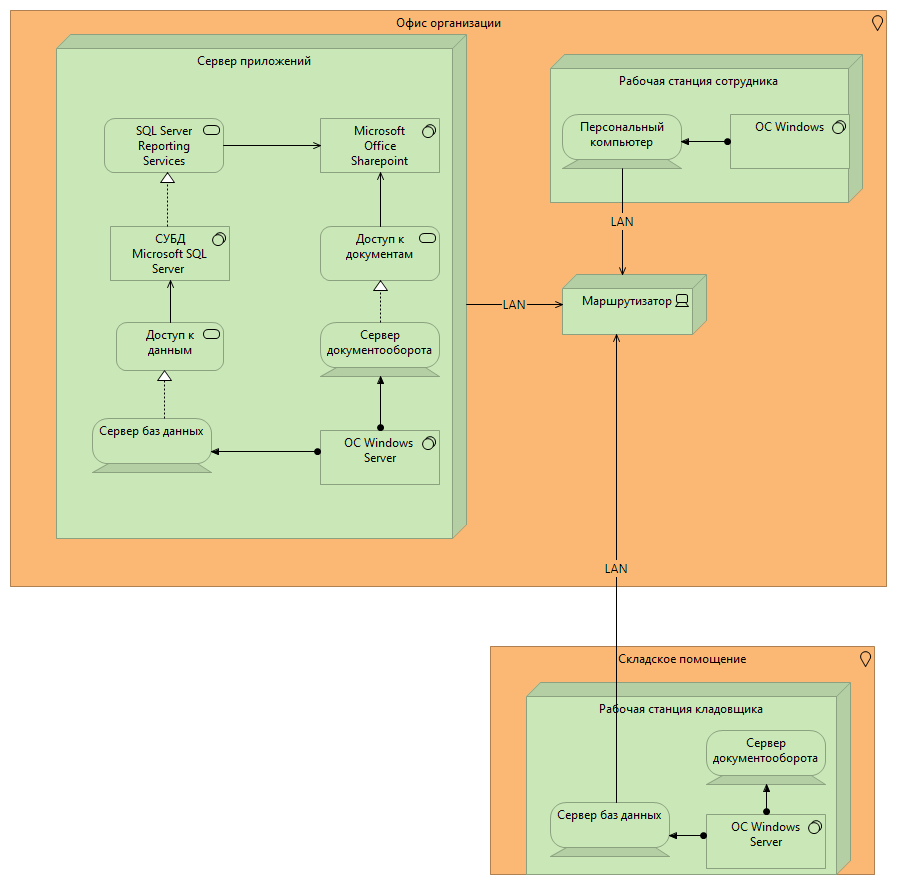 Офис организации
Сервер приложений
SQL Server
Reporting
Services
Microsoft
Office
Sharepoint
СУБД
Microsoft SQL
Server
Доступ к
документам
Доступ к
данным
Сервер
документооборота
Сервер баз данных
ОС Windows
Server
Рабочая станция сотрудника
Персональный
компьютер
ОС Windows
LAN
LAN
Маршрутизатор
LAN
Складское помощение
Рабочая станция кладовщика
Сервер
документооборота
Сервер баз данных
ОС Windows
Server